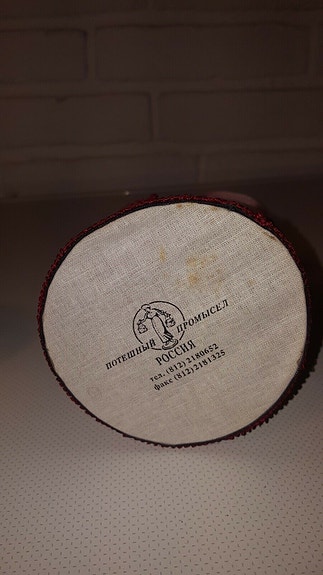 ПОТЕШНЫЙ ПРОМЫСЕЛ
РОССИЯ
тел. (812) 2180652
факс (812) 2181325